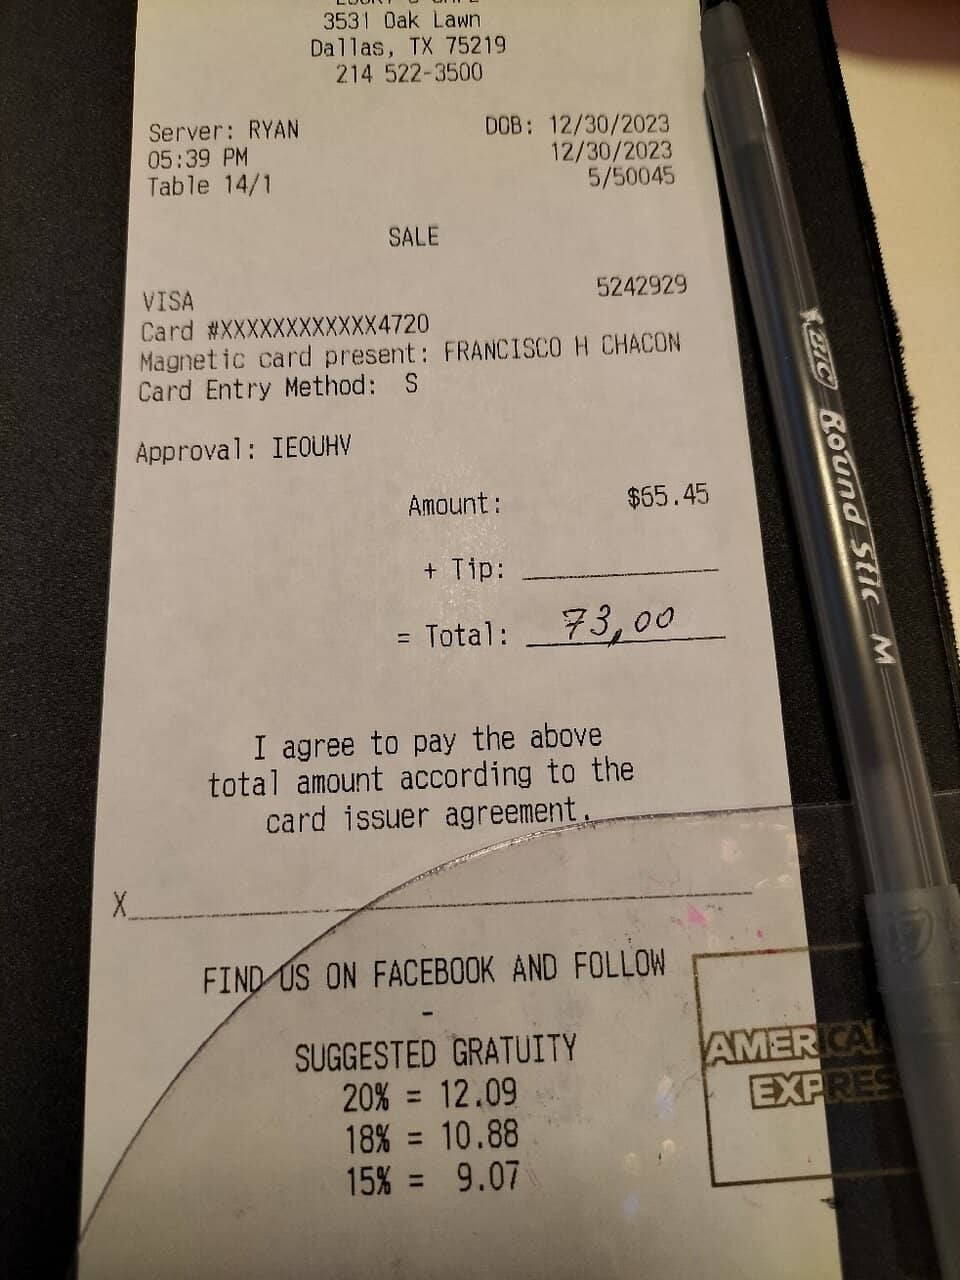 3531 Oak Lawn
Dallas, TX 75219
214 522-3500
Server: RYAN DOB: 12/30/2023
05:39 PM 12/30/2023
Table 14/1 5/50045
SALE
VISA 5242929
Card #XXXXXXXXXXXX4720
Magnetic card present: FRANCISCO H CHACON
Card Entry Method: S
Approval: IEOUHV
Amount: $65.45
+ Tip:
= Total: 73,00
I agree to pay the above
total amount according to the
card issuer agreement.
X
FIND US ON FACEBOOK AND FOLLOW
-
SUGGESTED GRATUITY
20% = 12.09
18% = 10.88
15% = 9.07
AMERICAN
EXPRESS
BIC Round Stic M